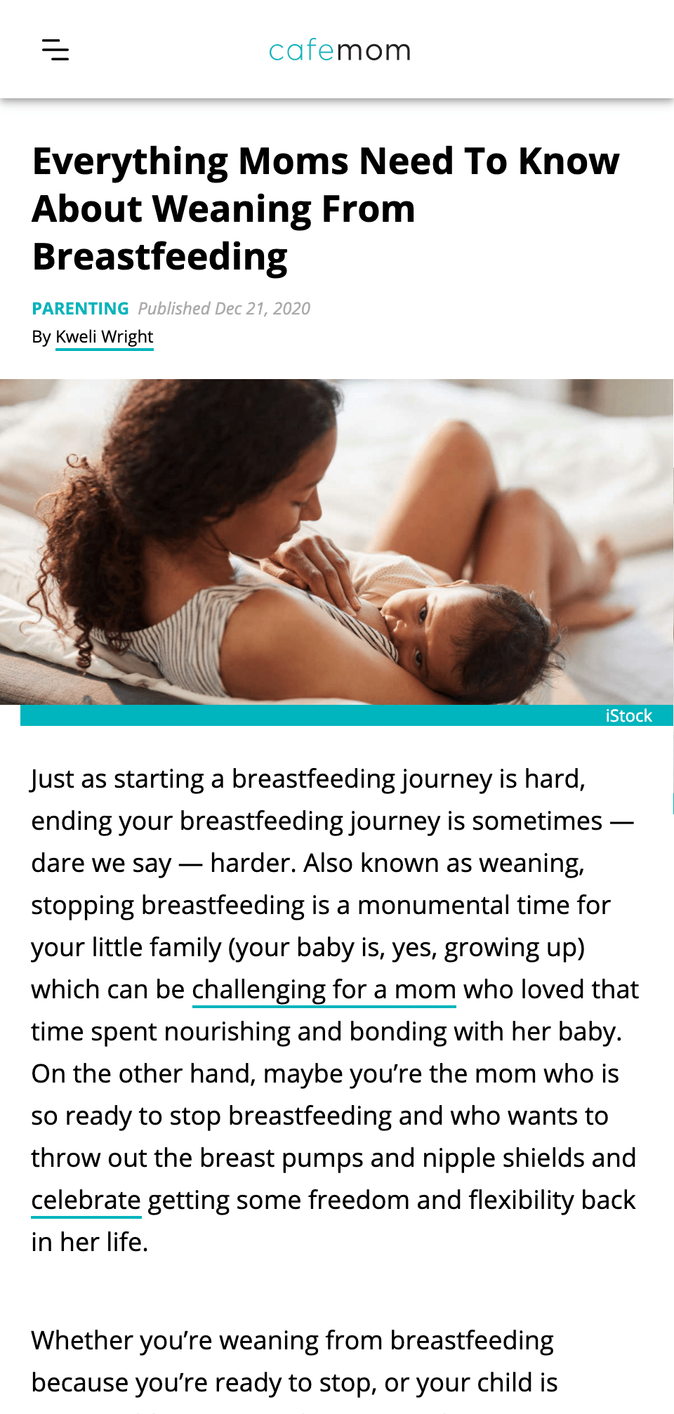 cafemom
Everything Moms Need To Know
About Weaning From
Breastfeeding
PARENTING Published Dec 21, 2020
By Kweli Wright
iStock
Just as starting a breastfeeding journey is hard,
ending your breastfeeding journey is sometimes —
dare we say — harder. Also known as weaning,
stopping breastfeeding is a monumental time for
your little family (your baby is, yes, growing up)
which can be challenging for a mom who loved that
time spent nourishing and bonding with her baby.
On the other hand, maybe you’re the mom who is
so ready to stop breastfeeding and who wants to
throw out the breast pumps and nipple shields and
celebrate getting some freedom and flexibility back
in her life.
Whether you’re weaning from breastfeeding
because you’re ready to stop, or your child is